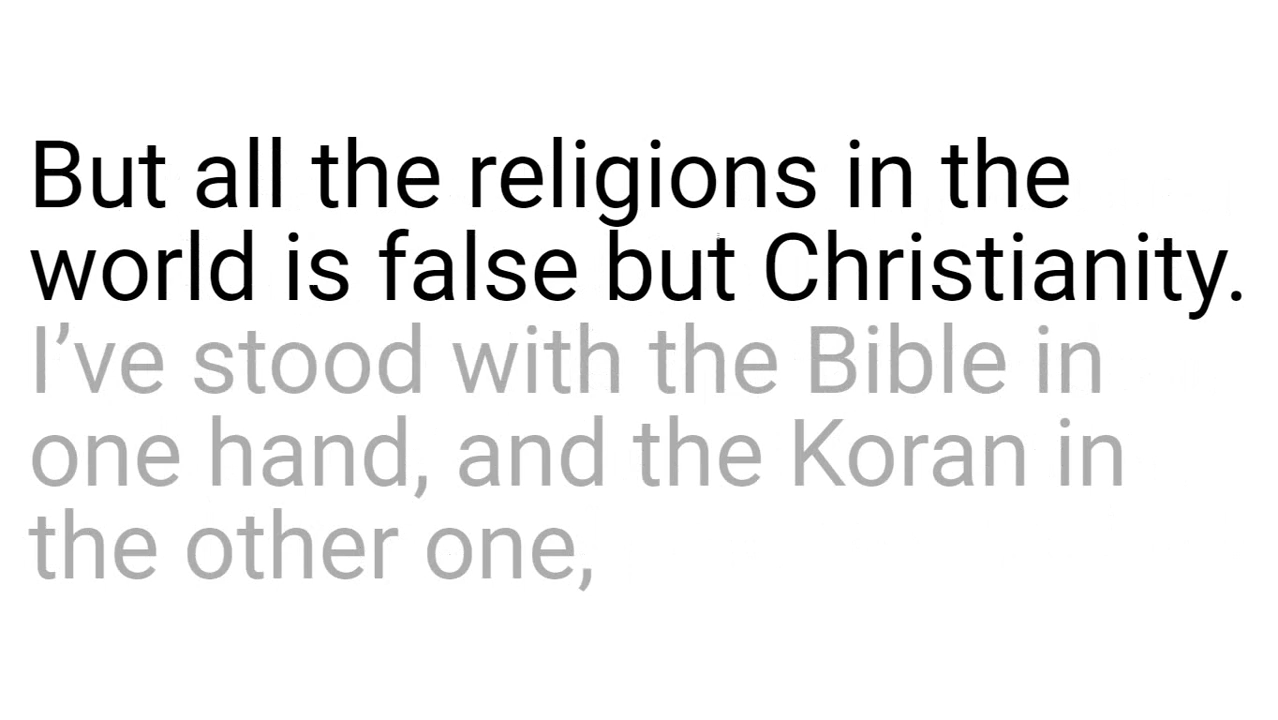 But all the religions in the
world is false but Christianity.
I’ve stood with the Bible in
one hand, and the Koran in
the other one,